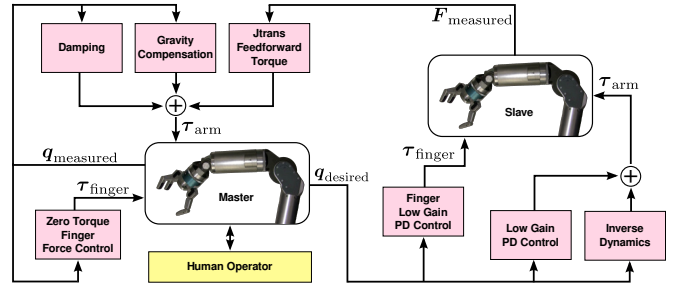 Damping
Gravity
Compensation
Jtrans
Feedforward
Torque
F measured
τ arm
Slave
τ arm
q measured
τ finger
Master
q desired
τ finger
Zero Torque
Finger
Force Control
Human Operator
Finger
Low Gain
PD Control
Low Gain
PD Control
Inverse
Dynamics